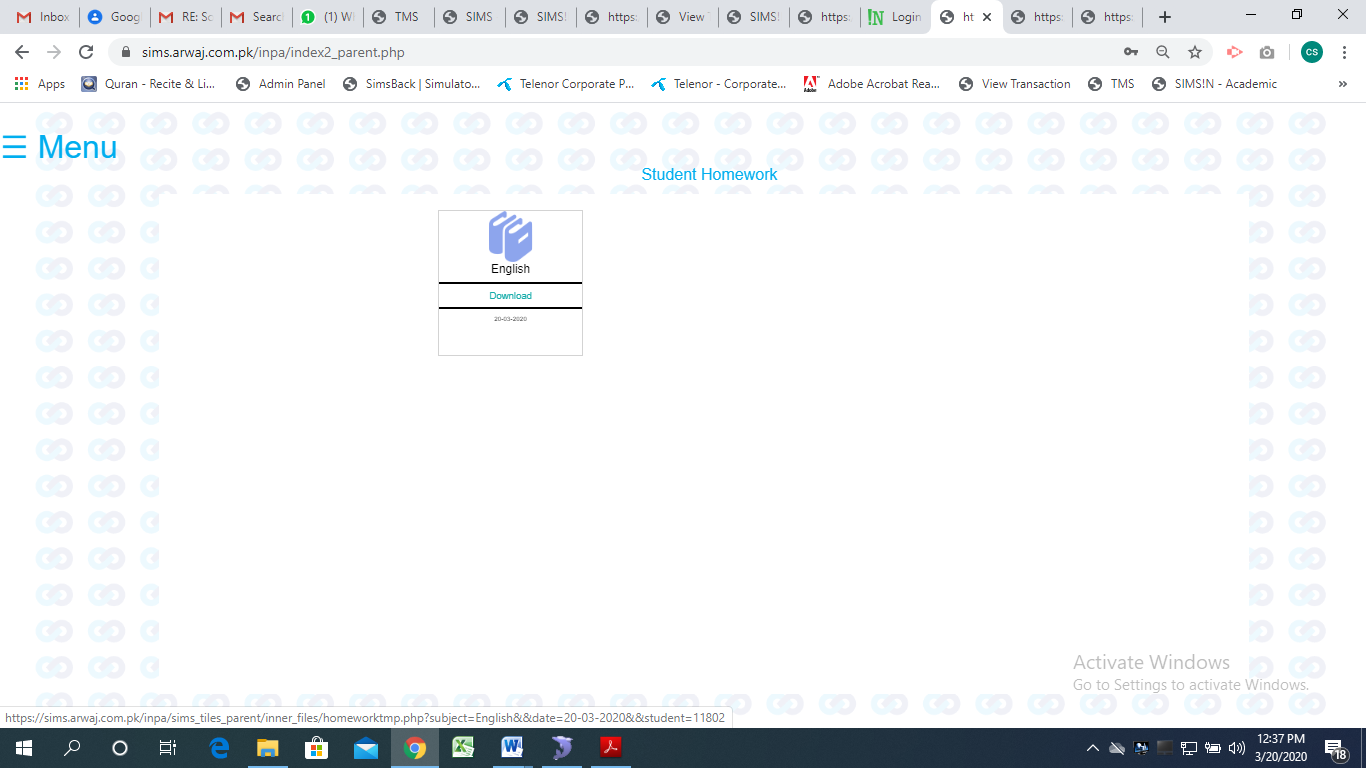 Inbox
Goog
RE: Sc
Search
(1) W
TMS
SIMS
SIMS!
https:
View T
SIMS!
https:
Login
ht
https:
https:
sims.arwaj.com.pk/inpa/index2_parent.php
CS
Apps
Quran - Recite & Li...
Admin Panel
SimsBack | Simulato...
Telenor Corporate P...
Telenor - Corporate...
Adobe Acrobat Rea...
View Transaction
TMS
SIMS!N - Academic
»
☰ Menu
Student Homework
English
Download
20-03-2020
Activate Windows
Go to Settings to activate Windows.
https://sims.arwaj.com.pk/inpa/sims_tiles_parent/inner_files/homeworktmp.php?subject=English&&date=20-03-2020&&student=11802
12:37 PM
3/20/2020
18